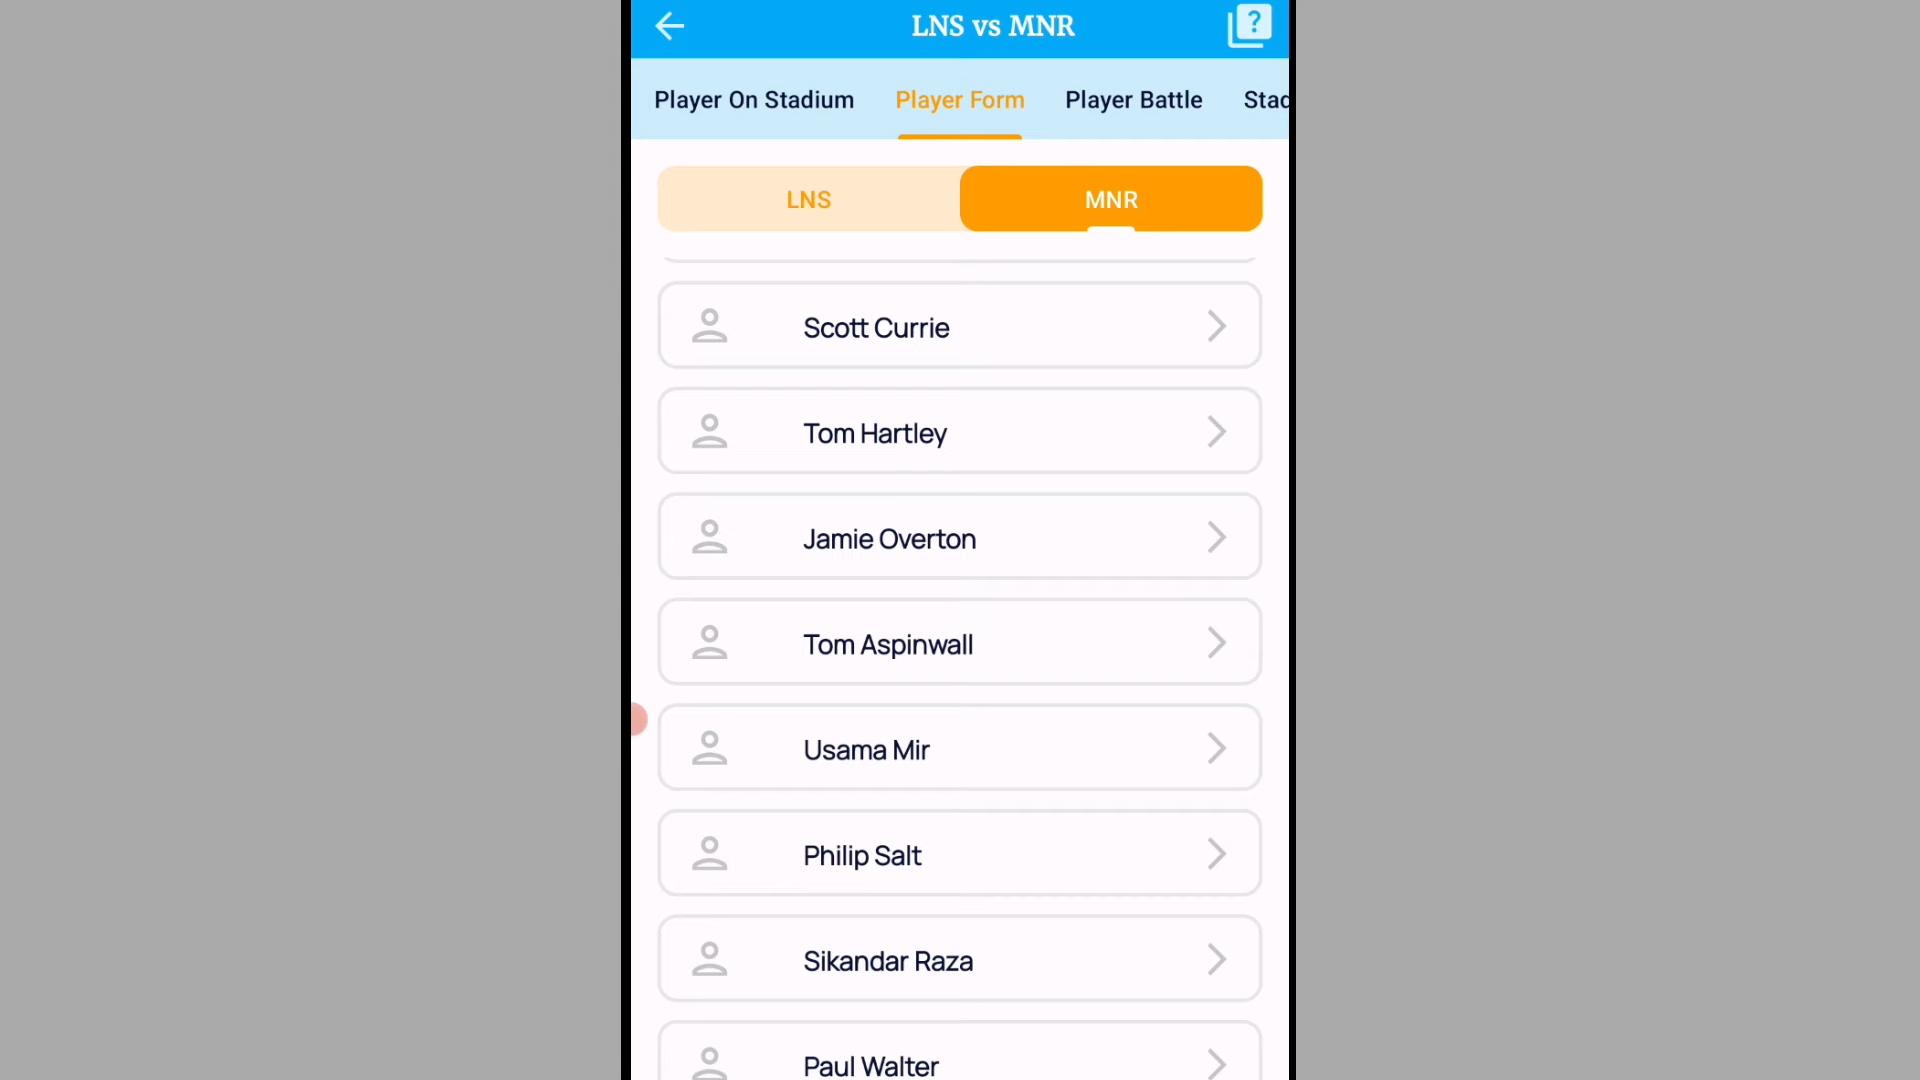 LNS vs MNR
?
Player On Stadium Player Form Player Battle Stad
LNS MNR
Scott Currie
Tom Hartley
Jamie Overton
Tom Aspinwall
Usama Mir
Philip Salt
Sikandar Raza
Paul Walter